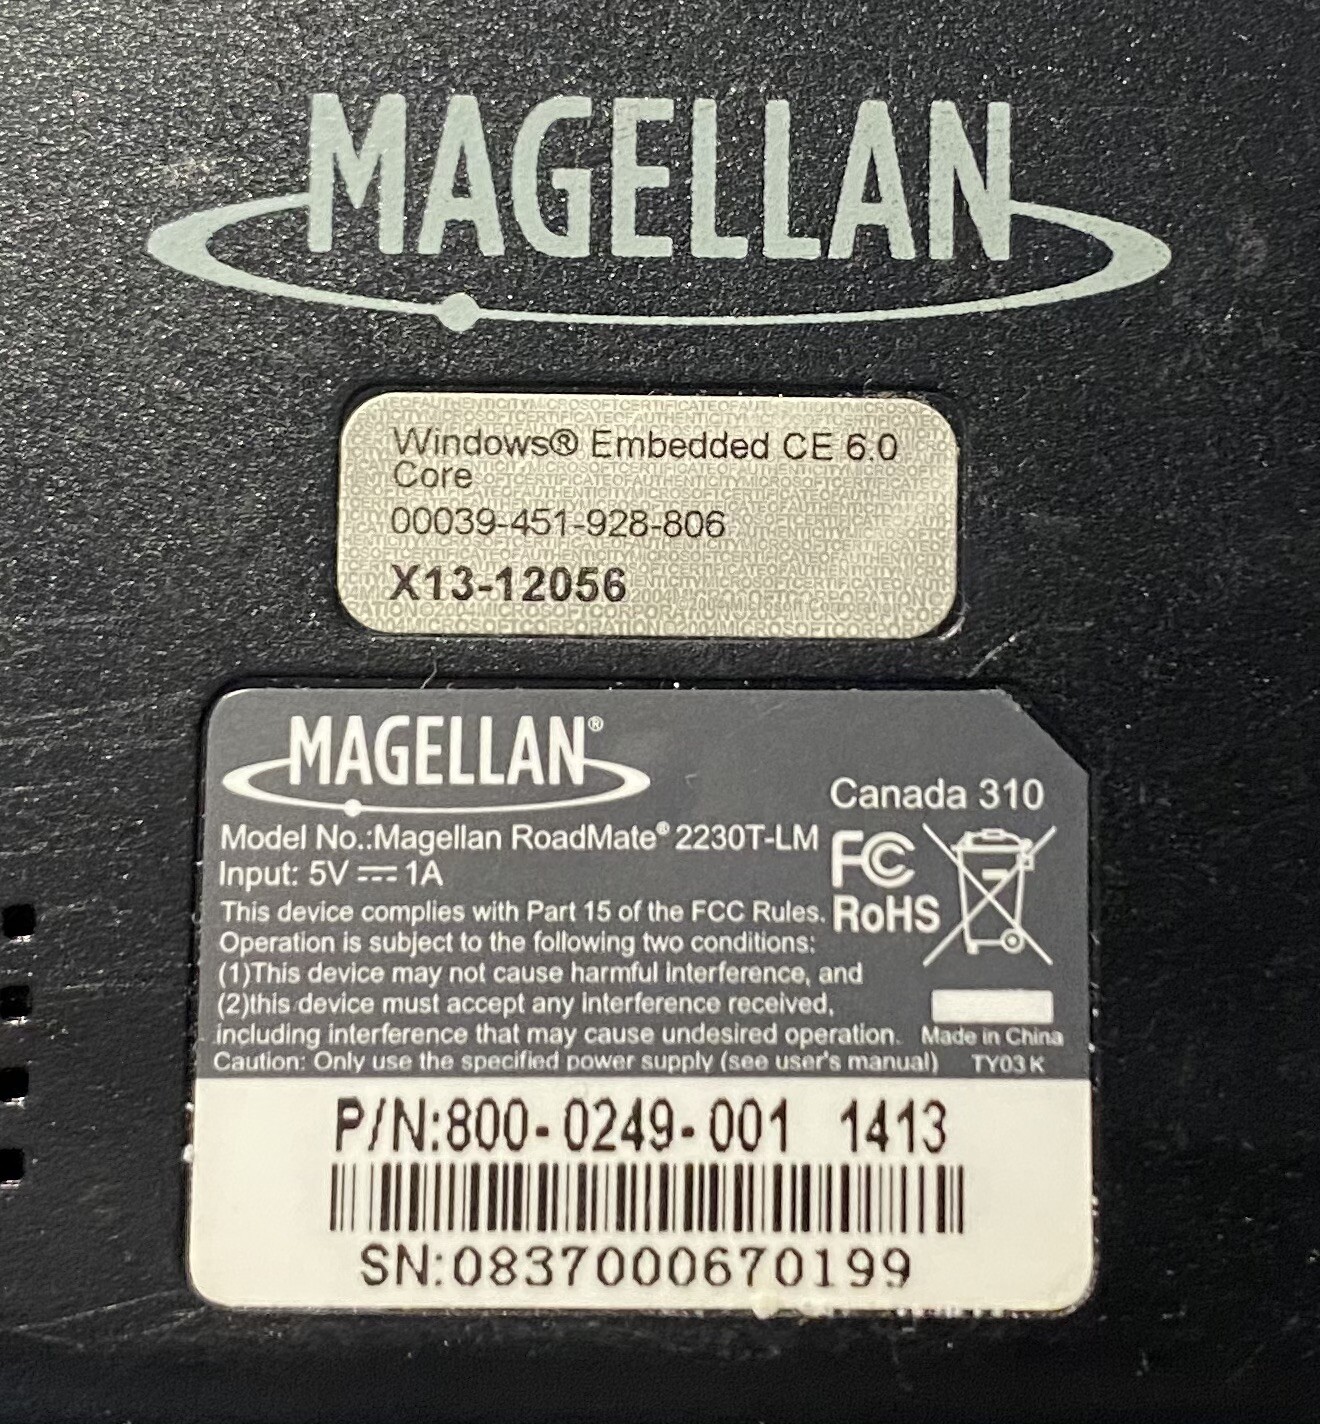 MAGELLAN
Windows® Embedded CE 6.0
Core
00039-451-928-806
X13-12056
©2004 Microsoft Corporation
MAGELLAN®
Canada 310
Model No.:Magellan RoadMate® 2230T-LM
Input: 5V ⎓ 1A
FC
This device complies with Part 15 of the FCC Rules.
RoHS
Operation is subject to the following two conditions:
(1)This device may not cause harmful interference, and
(2)this device must accept any interference received,
including interference that may cause undesired operation.
Made in China
Caution: Only use the specified power supply (see user's manual)
TY03 K
P/N:800-0249-001 1413
SN:0837000670199